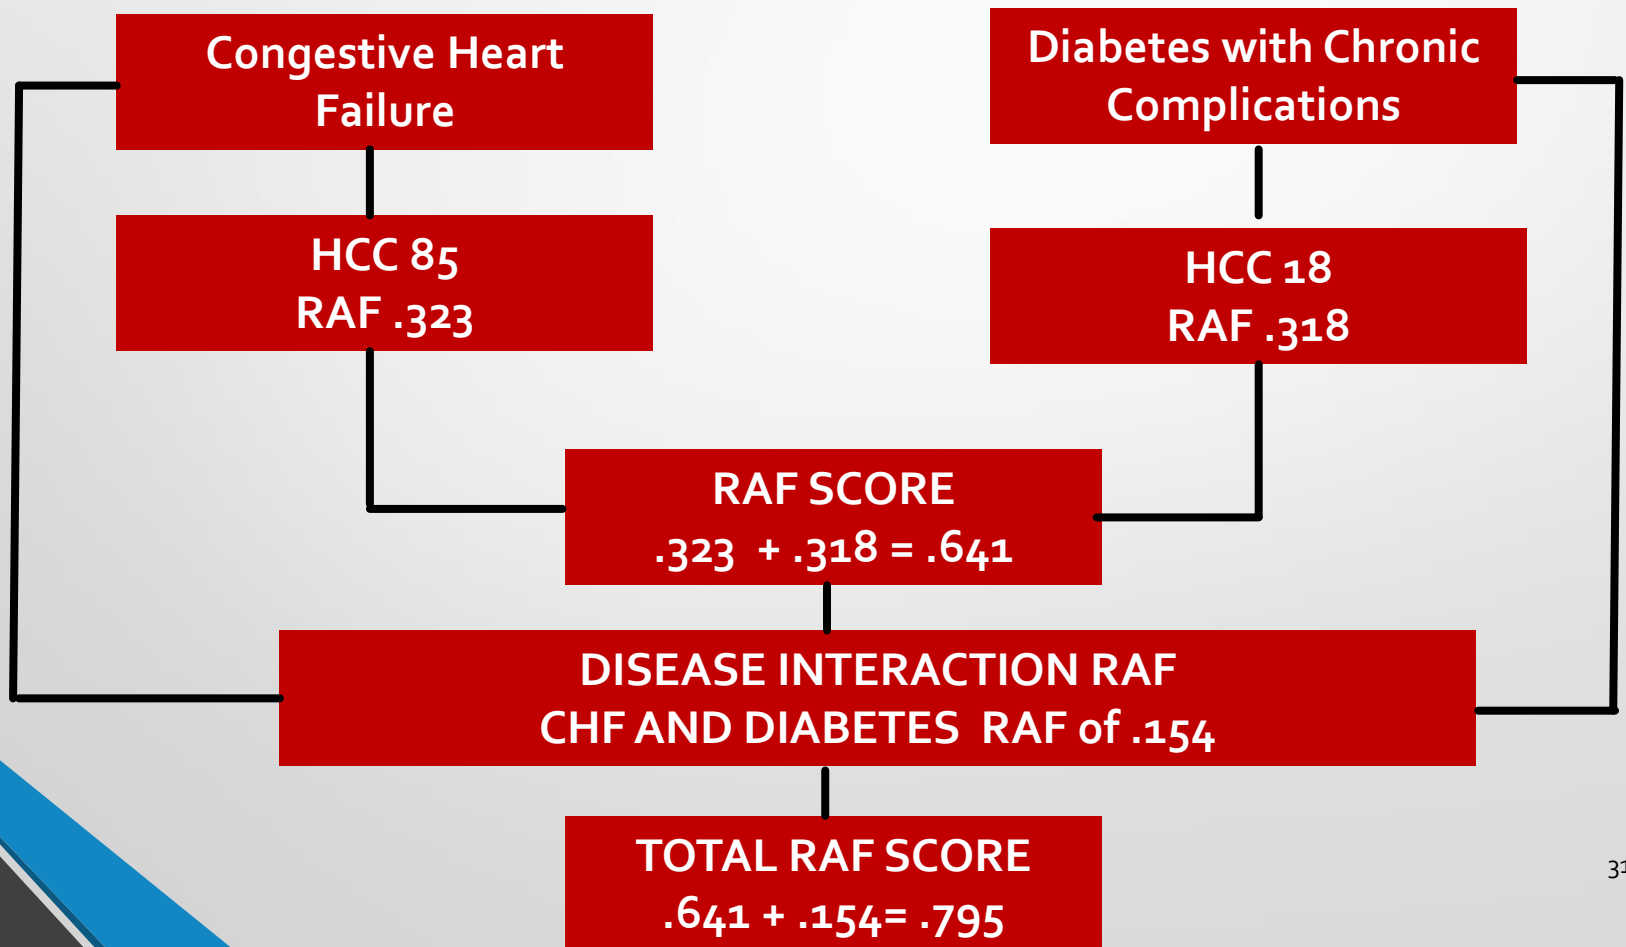 Congestive Heart
Failure
Diabetes with Chronic
Complications
HCC 85
RAF .323
HCC 18
RAF .318
RAF SCORE
.323 + .318 = .641
DISEASE INTERACTION RAF
CHF AND DIABETES RAF of .154
TOTAL RAF SCORE
.641 + .154= .795
31